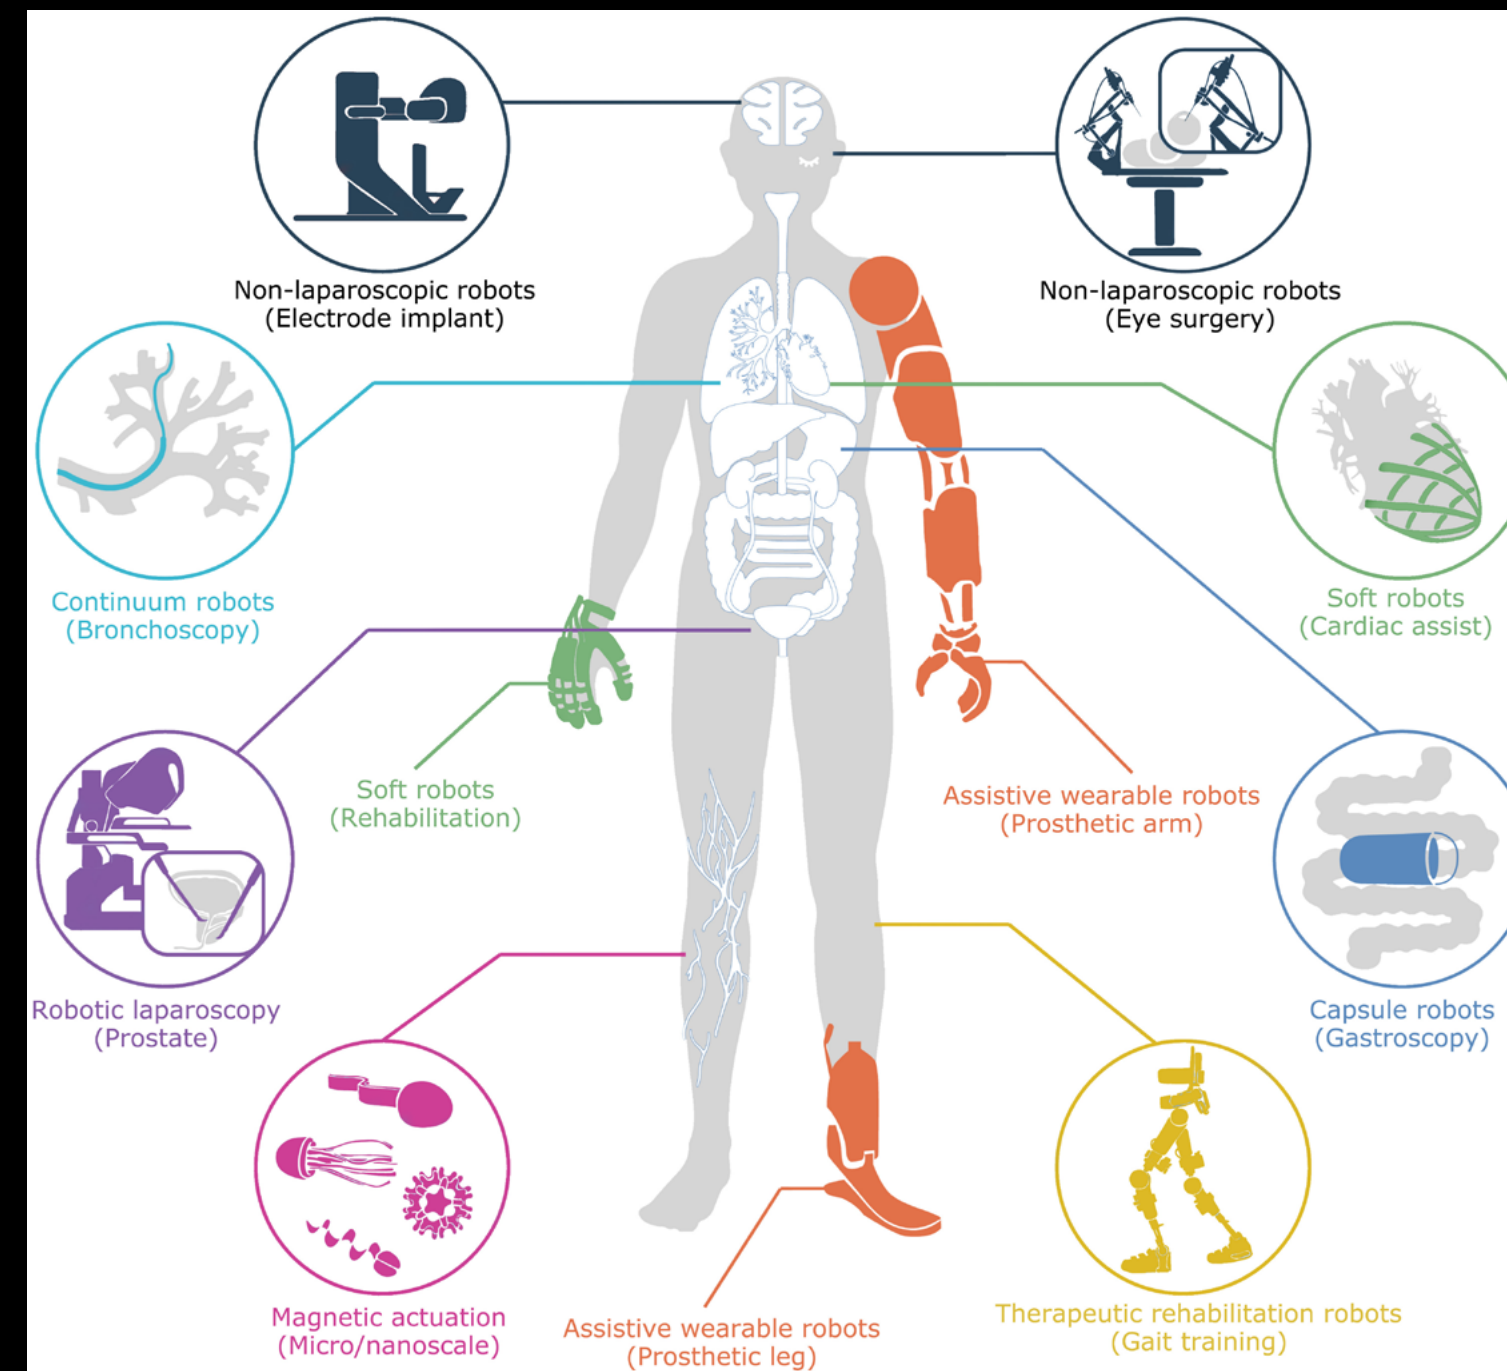 Non-laparoscopic robots
(Electrode implant)
Non-laparoscopic robots
(Eye surgery)
Continuum robots
(Bronchoscopy)
Soft robots
(Cardiac assist)
Soft robots
(Rehabilitation)
Assistive wearable robots
(Prosthetic arm)
Robotic laparoscopy
(Prostate)
Capsule robots
(Gastroscopy)
Magnetic actuation
(Micro/nanoscale)
Assistive wearable robots
(Prosthetic leg)
Therapeutic rehabilitation robots
(Gait training)